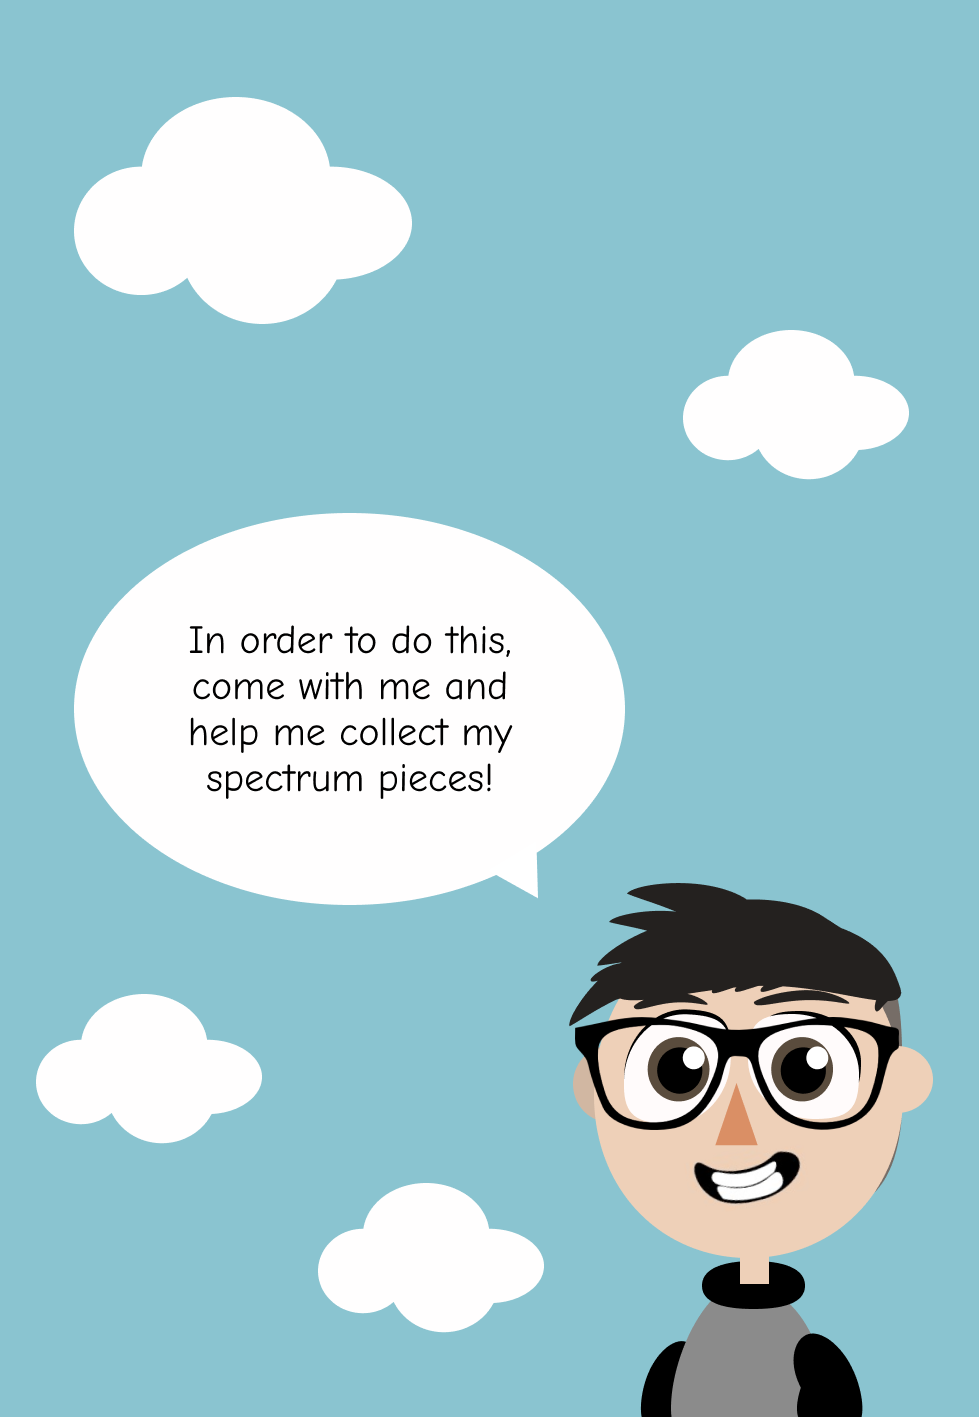 In order to do this,
come with me and
help me collect my
spectrum pieces!